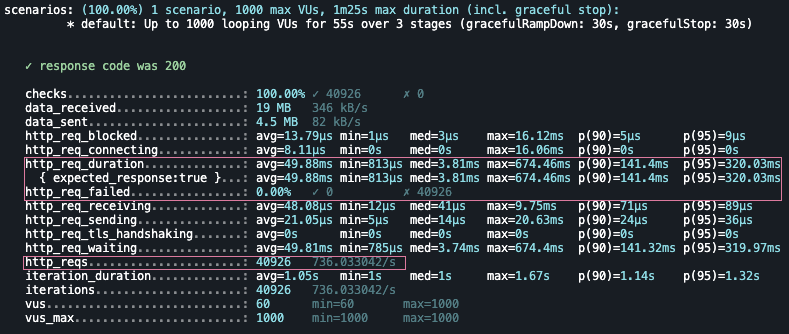 scenarios: (100.00%) 1 scenario, 1000 max VUs, 1m25s max duration (incl. graceful stop):
* default: Up to 1000 looping VUs for 55s over 3 stages (gracefulRampDown: 30s, gracefulStop: 30s)
✓ response code was 200
checks.........................: 100.00% ✓ 40926 ✗ 0
data_received..................: 19 MB 346 kB/s
data_sent......................: 4.5 MB 82 kB/s
http_req_blocked...............: avg=13.79µs min=1µs med=3µs max=16.12ms p(90)=5µs p(95)=9µs
http_req_connecting............: avg=8.11µs min=0s med=0s max=16.06ms p(90)=0s p(95)=0s
http_req_duration..............: avg=49.88ms min=813µs med=3.81ms max=674.46ms p(90)=141.4ms p(95)=320.03ms
{ expected_response:true }...: avg=49.88ms min=813µs med=3.81ms max=674.46ms p(90)=141.4ms p(95)=320.03ms
http_req_failed................: 0.00% ✓ 0 ✗ 40926
http_req_receiving.............: avg=48.08µs min=12µs med=41µs max=9.75ms p(90)=71µs p(95)=89µs
http_req_sending...............: avg=21.05µs min=5µs med=14µs max=20.63ms p(90)=24µs p(95)=36µs
http_req_tls_handshaking.......: avg=0s min=0s med=0s max=0s p(90)=0s p(95)=0s
http_req_waiting...............: avg=49.81ms min=785µs med=3.74ms max=674.4ms p(90)=141.32ms p(95)=319.97ms
http_reqs......................: 40926 736.033042/s
iteration_duration.............: avg=1.05s min=1s med=1s max=1.67s p(90)=1.14s p(95)=1.32s
iterations.....................: 40926 736.033042/s
vus............................: 60 min=60 max=1000
vus_max........................: 1000 min=1000 max=1000